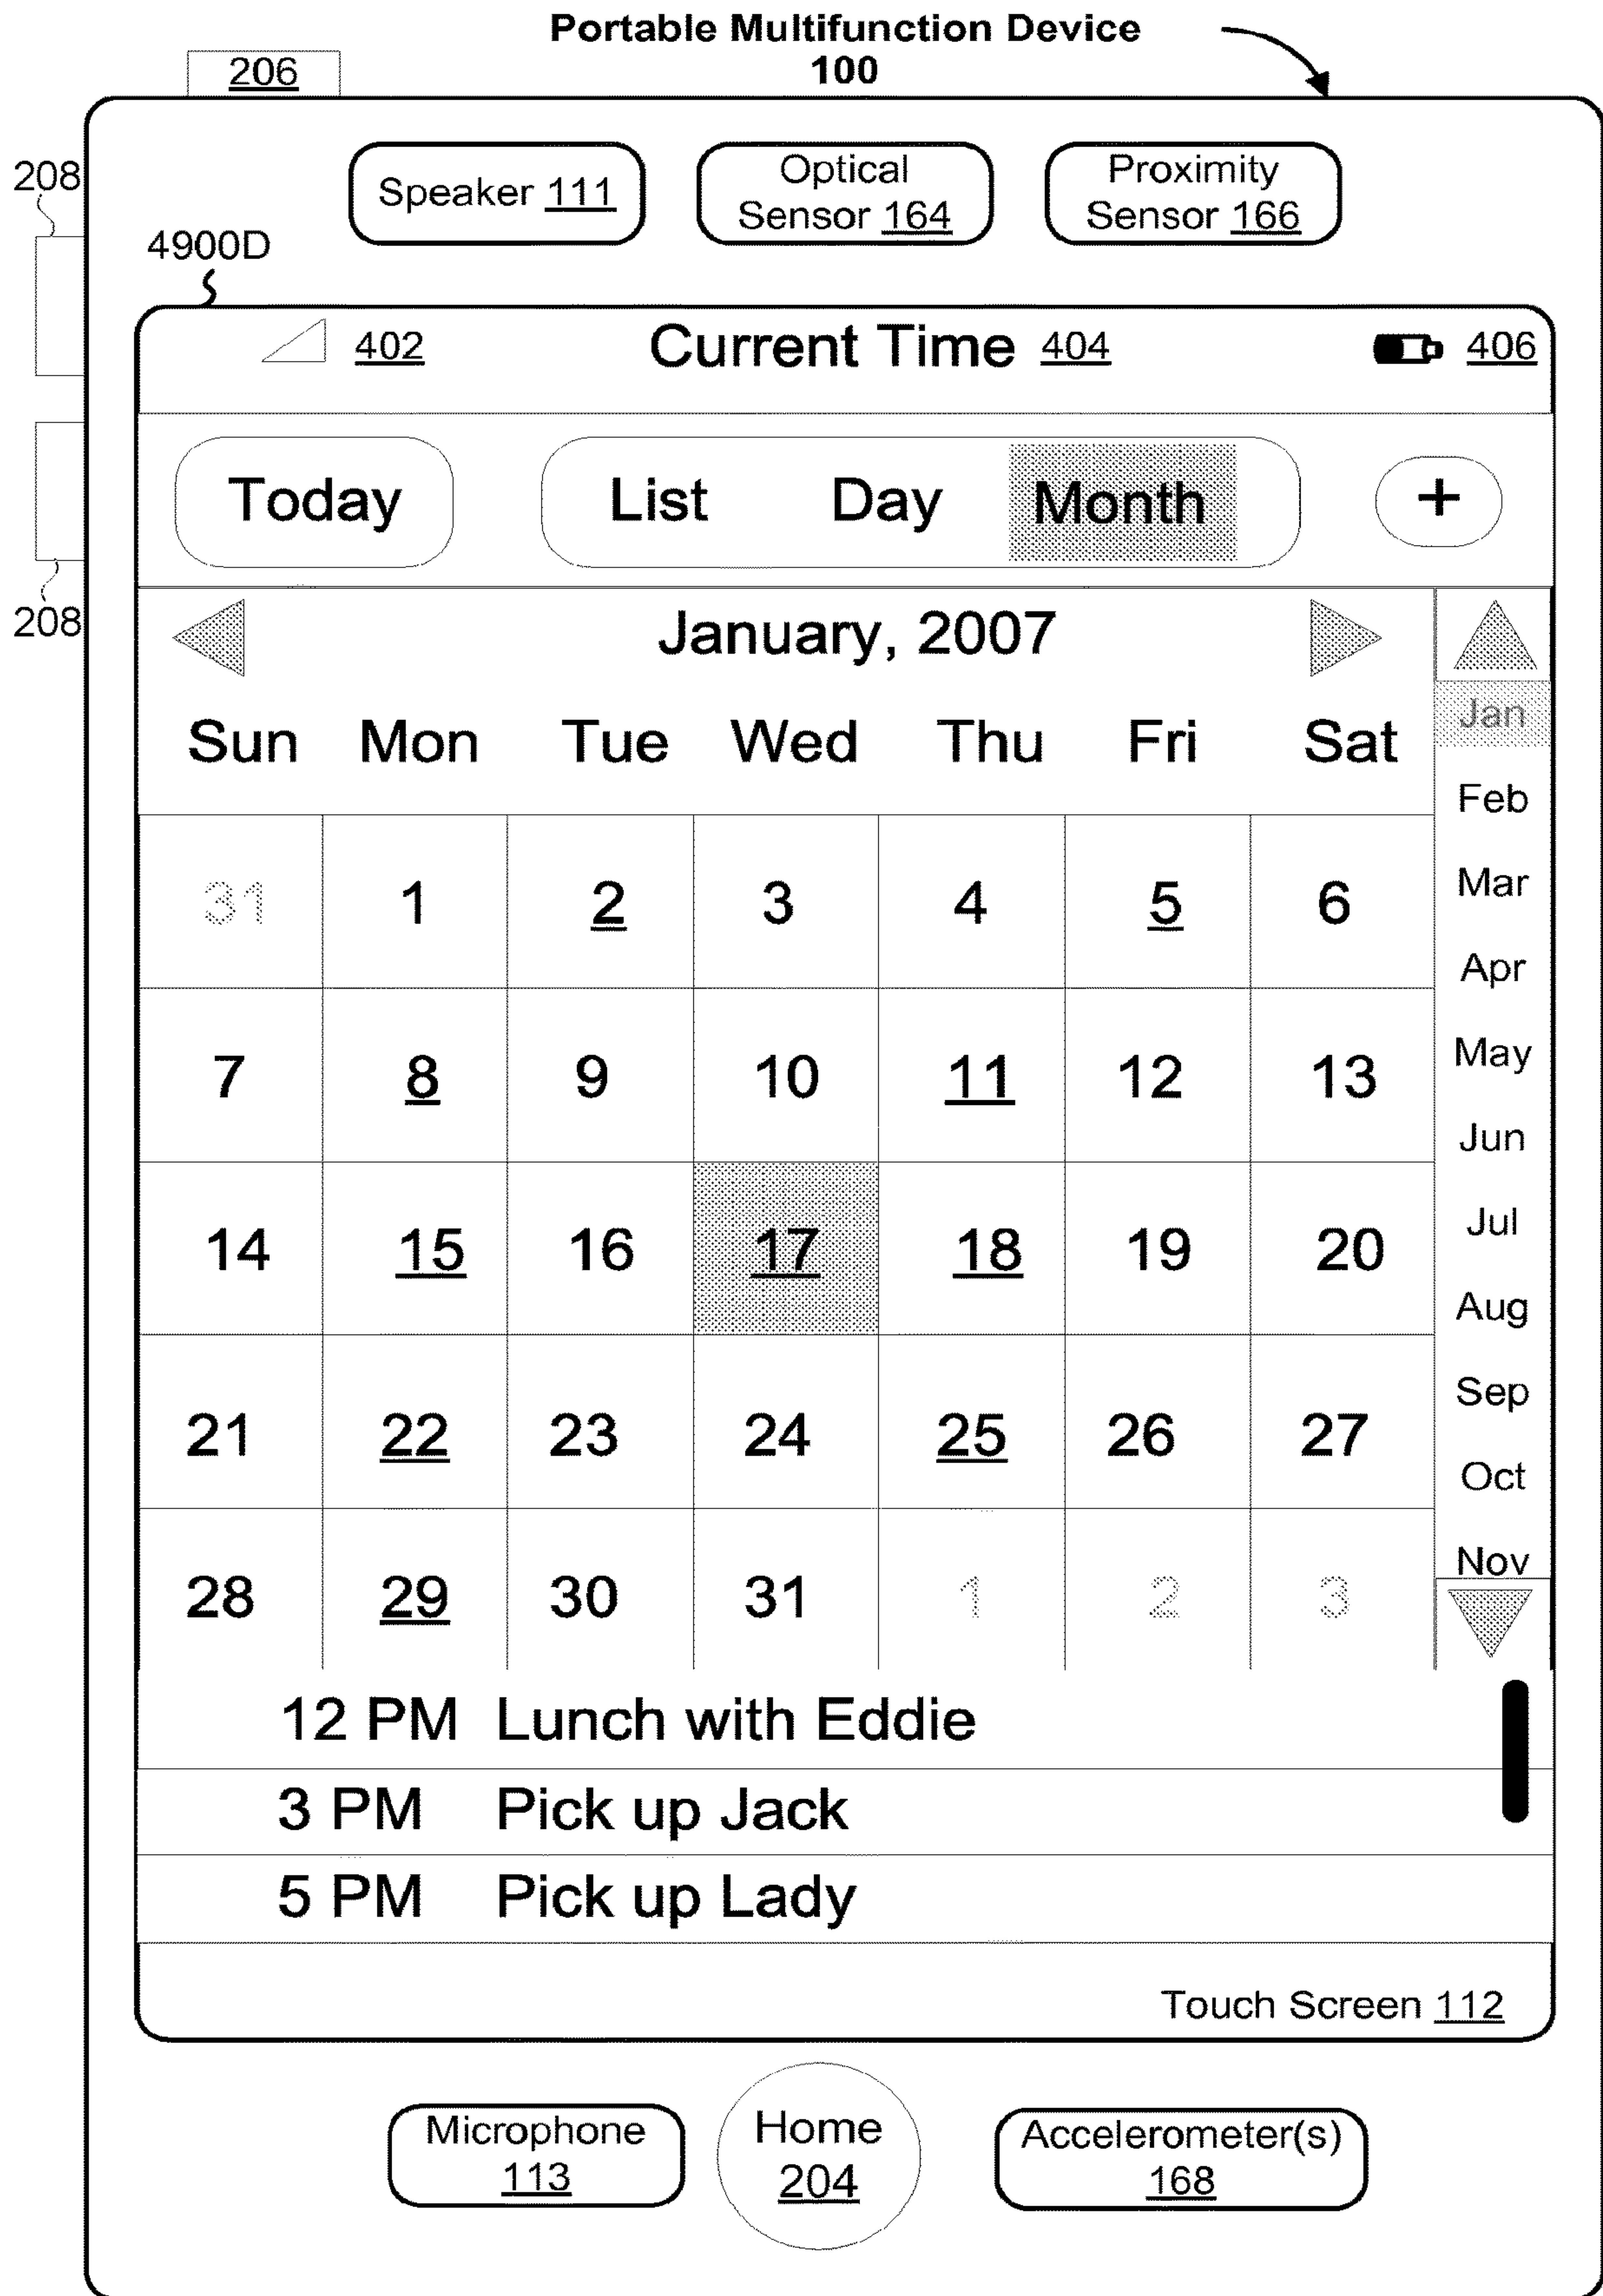 Portable Multifunction Device
100
206
208
Speaker 111
Optical
Sensor 164
Proximity
Sensor 166
4900D
402
Current Time 404
406
Today
List Day Month
+
208
January, 2007
Sun Mon Tue Wed Thu Fri Sat
31 1 2 3 4 5 6
7 8 9 10 11 12 13
14 15 16 17 18 19 20
21 22 23 24 25 26 27
28 29 30 31 1 2 3
Jan
Feb
Mar
Apr
May
Jun
Jul
Aug
Sep
Oct
Nov
12 PM Lunch with Eddie
3 PM Pick up Jack
5 PM Pick up Lady
Touch Screen 112
Microphone
113
Home
204
Accelerometer(s)
168